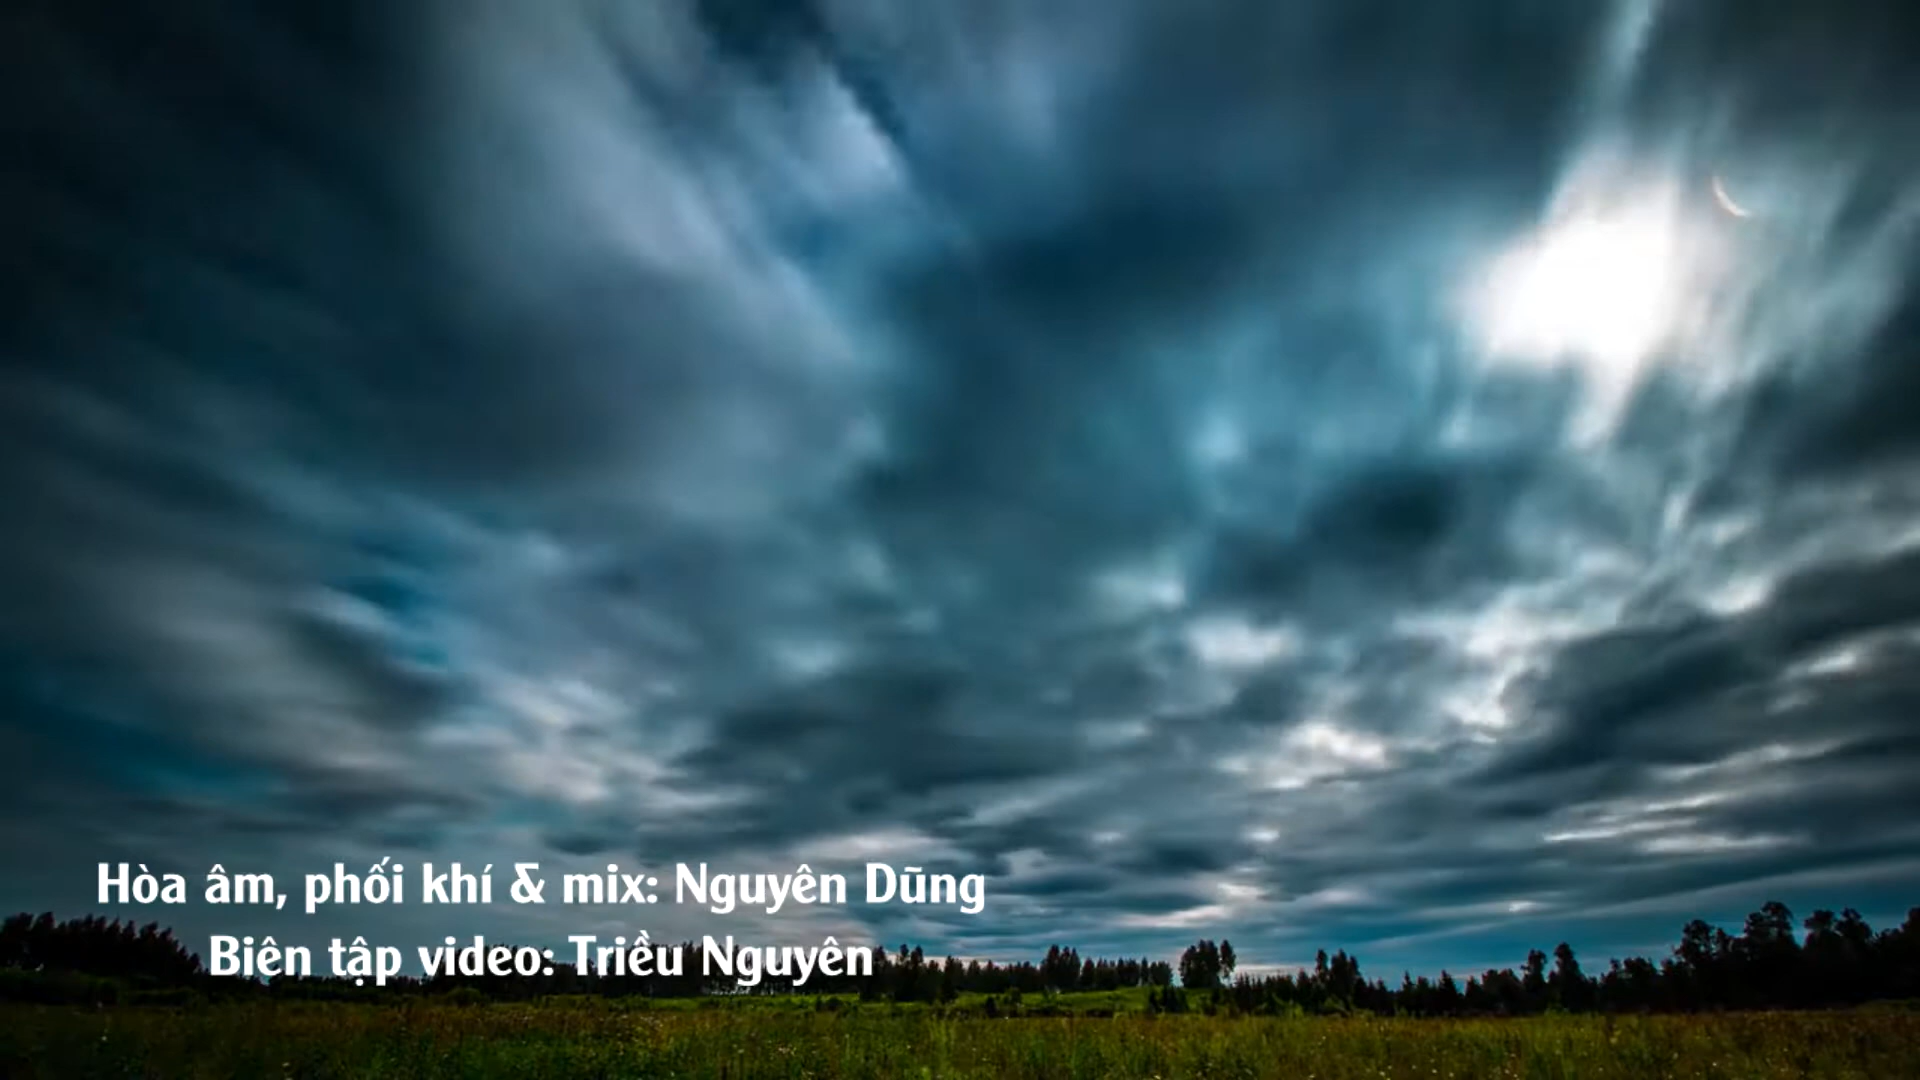 Hòa âm, phối khí & mix: Nguyên Dũng
Biên tập video: Triều Nguyên